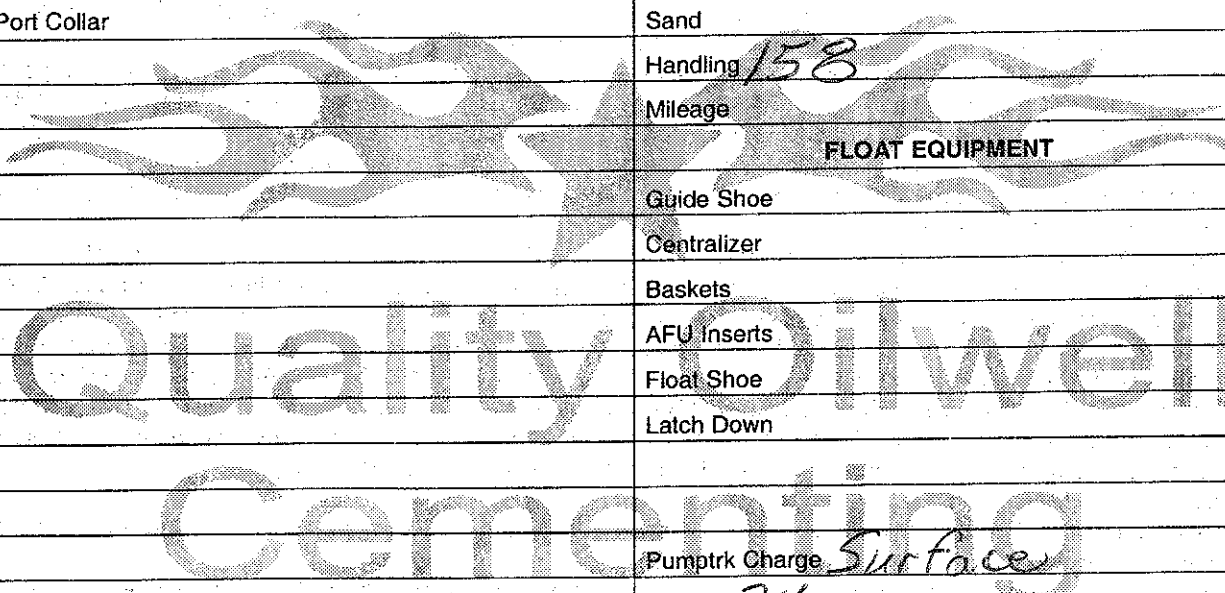 Port Collar
Sand
Handling 158
Mileage
FLOAT EQUIPMENT
Guide Shoe
Centralizer
Baskets
AFU Inserts
Float Shoe
Latch Down
Quality Oilwell
Cementing
Pumptrk Charge Surface